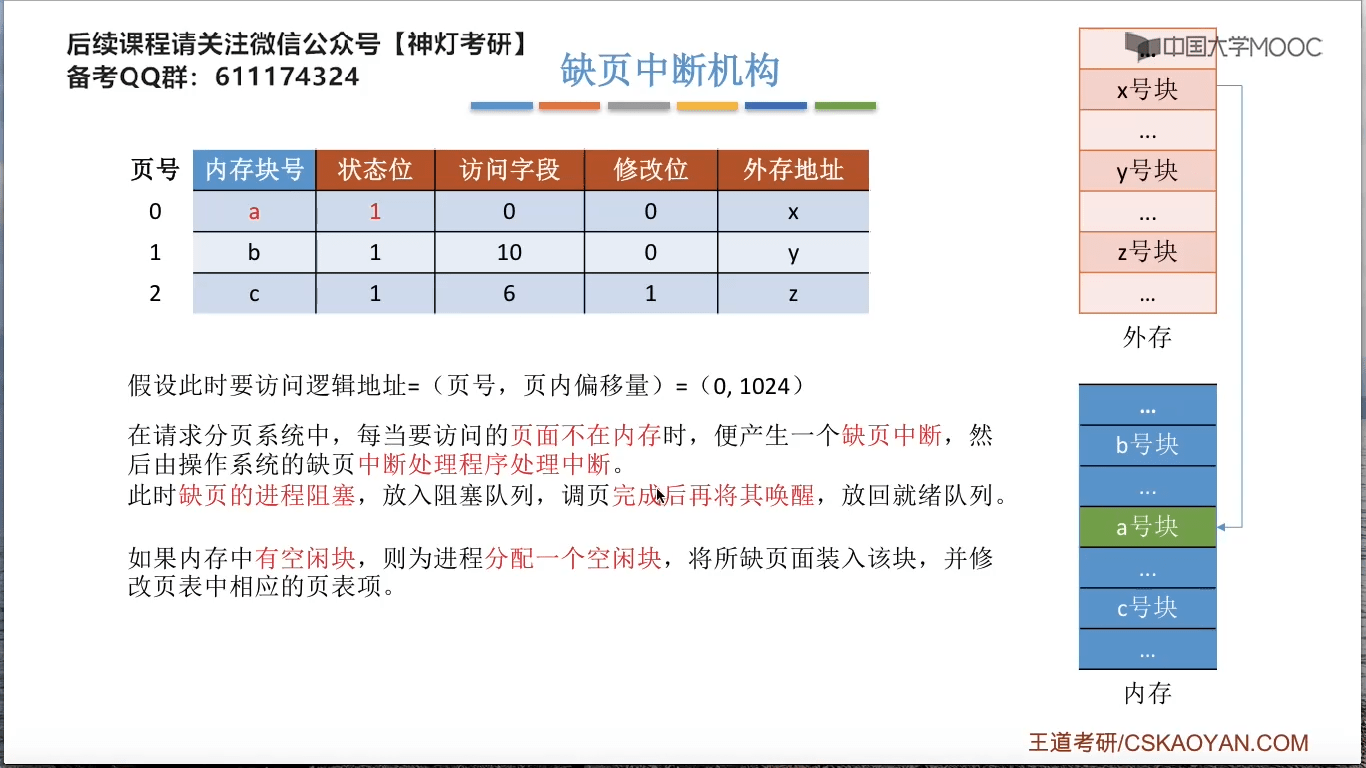 后续课程请关注微信公众号【神灯考研】
备考QQ群：611174324
缺页中断机构
中国大学MOOC
页号 内存块号 状态位 访问字段 修改位 外存地址
0 a 1 0 0 x
1 b 1 10 0 y
2 c 1 6 1 z
假设此时要访问逻辑地址=（页号，页内偏移量）=（0, 1024）
在请求分页系统中，每当要访问的页面不在内存时，便产生一个缺页中断，然
后由操作系统的缺页中断处理程序处理中断。
此时缺页的进程阻塞，放入阻塞队列，调页完成后再将其唤醒，放回就绪队列。
如果内存中有空闲块，则为进程分配一个空闲块，将所缺页面装入该块，并修
改页表中相应的页表项。
...
x号块
...
y号块
...
z号块
...
外存
...
b号块
...
a号块
...
c号块
...
内存
王道考研/CSKAOYAN.COM